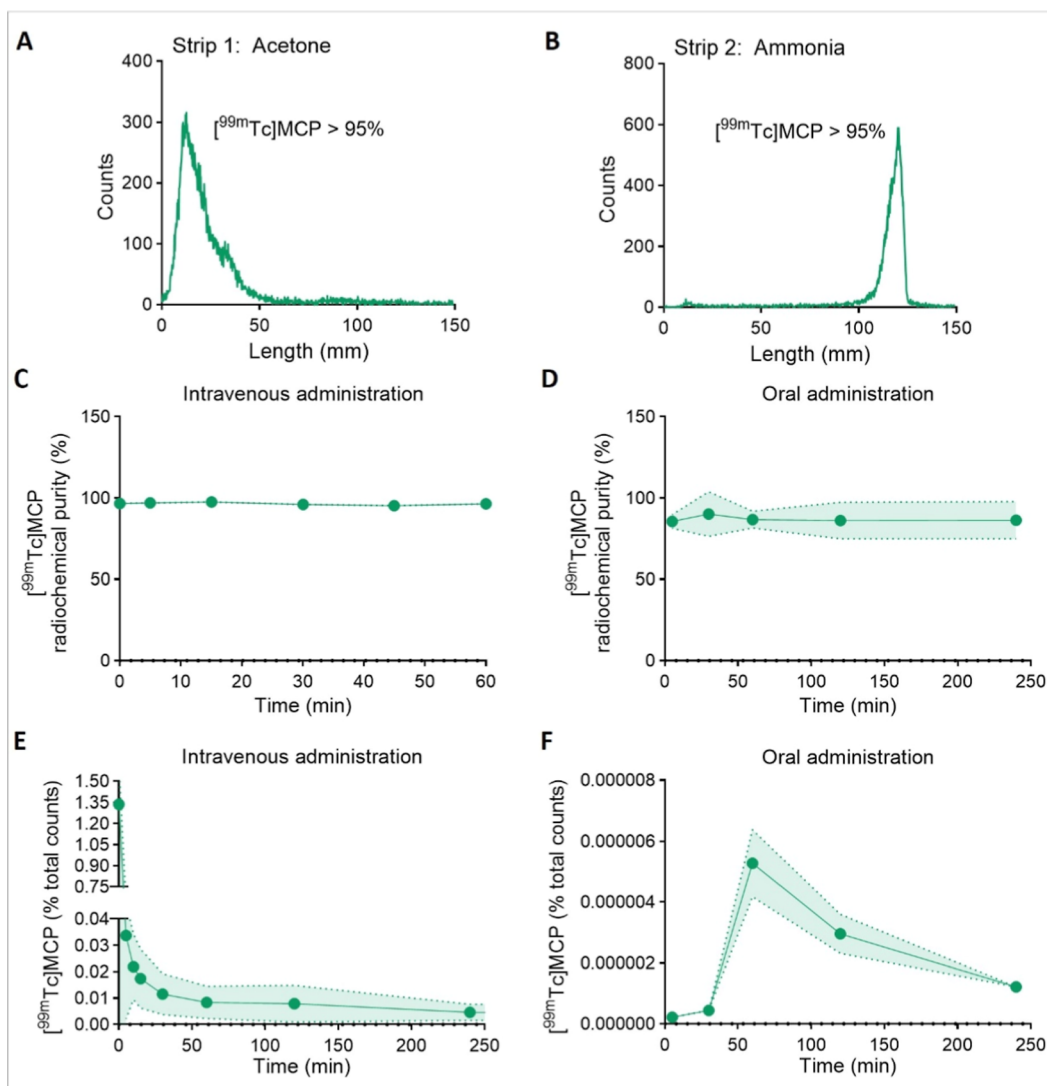 A
Strip 1:  Acetone
400
300
200
100
0
Counts
[⁹⁹ᵐTc]MCP > 95%
0 50 100 150
Length (mm)
B
Strip 2:  Ammonia
800
600
400
200
0
Counts
[⁹⁹ᵐTc]MCP > 95%
0 50 100 150
Length (mm)
C
Intravenous administration
150
100
50
0
[⁹⁹ᵐTc]MCP
radiochemical purity (%)
0 10 20 30 40 50 60
Time (min)
D
Oral administration
150
100
50
0
[⁹⁹ᵐTc]MCP
radiochemical purity (%)
0 50 100 150 200 250
Time (min)
E
Intravenous administration
1.50
1.35
1.20
1.05
0.90
0.75
0.04
0.03
0.02
0.01
0.00
[⁹⁹ᵐTc]MCP (% total counts)
0 50 100 150 200 250
Time (min)
F
Oral administration
0.000008
0.000006
0.000004
0.000002
0.000000
[⁹⁹ᵐTc]MCP (% total counts)
0 50 100 150 200 250
Time (min)